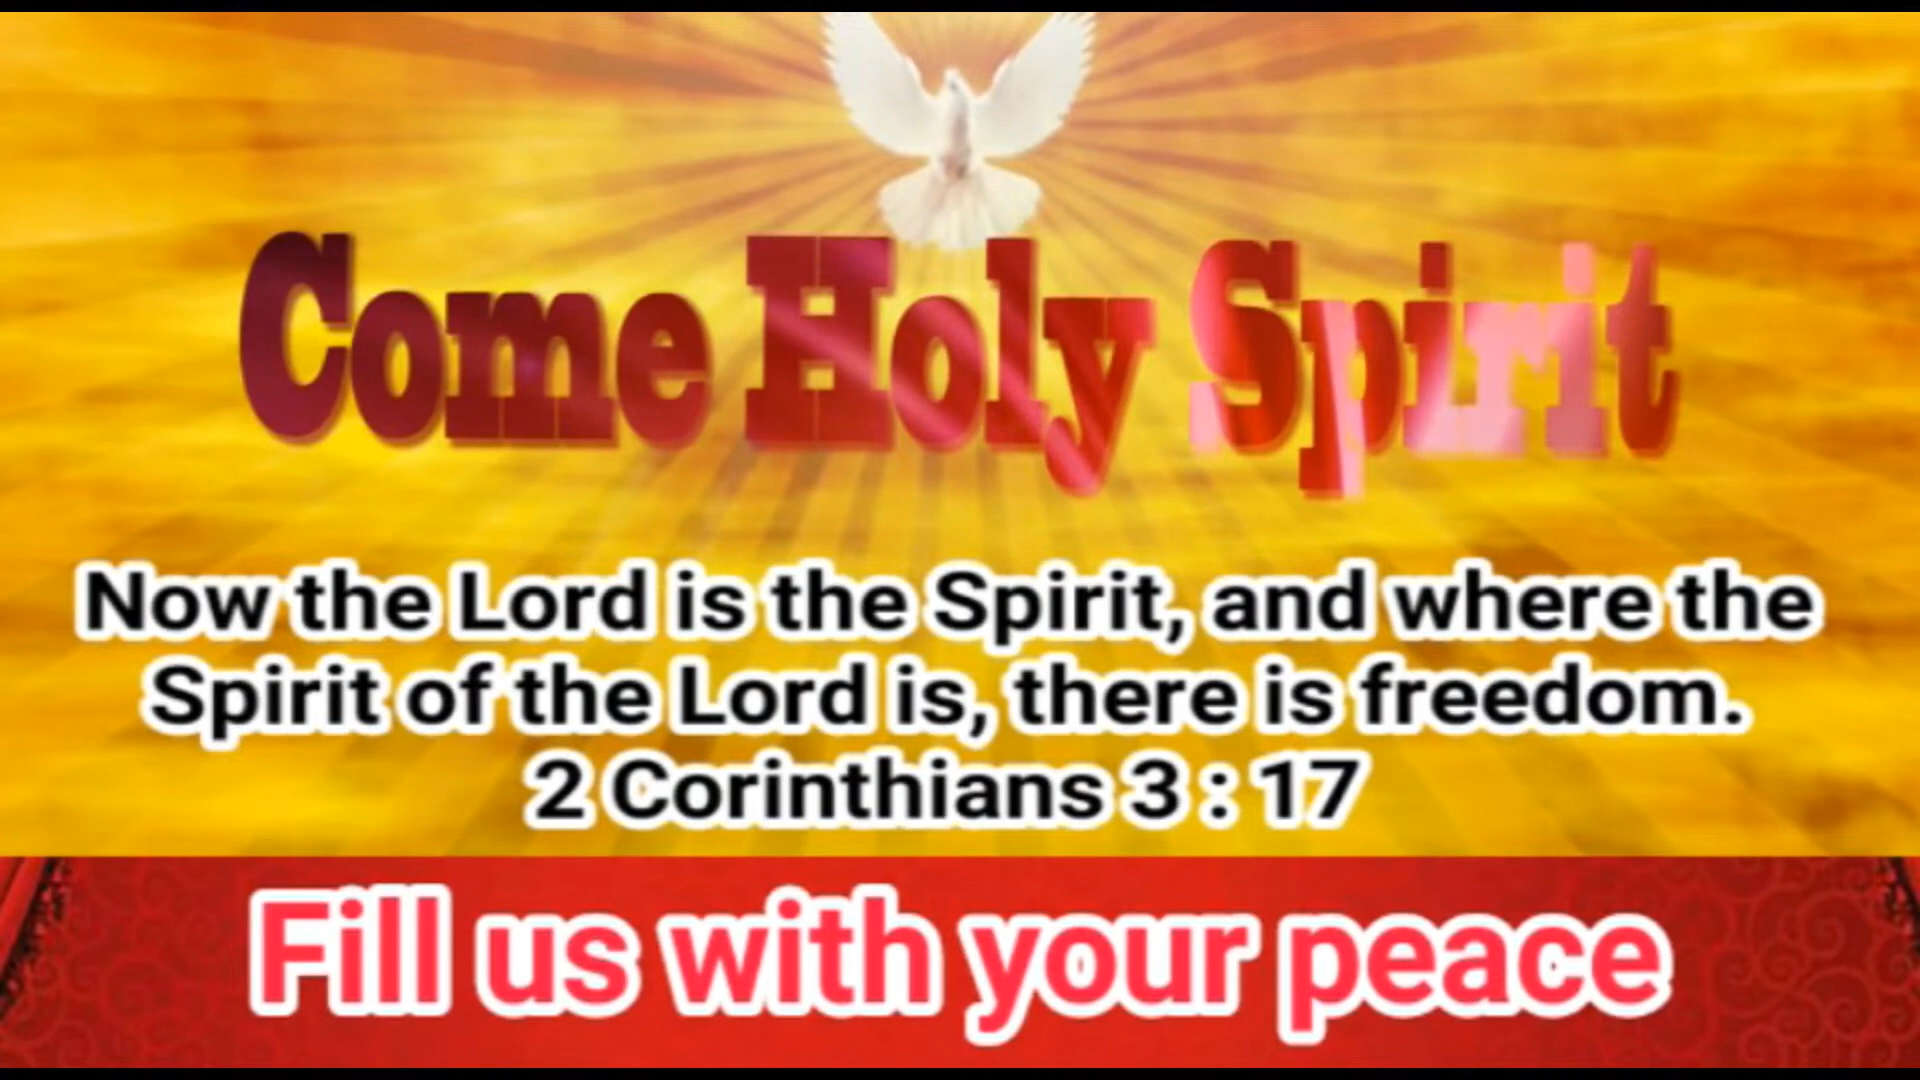 Come Holy Spirit
Now the Lord is the Spirit, and where the
Spirit of the Lord is, there is freedom.
2 Corinthians 3 : 17
Fill us with your peace